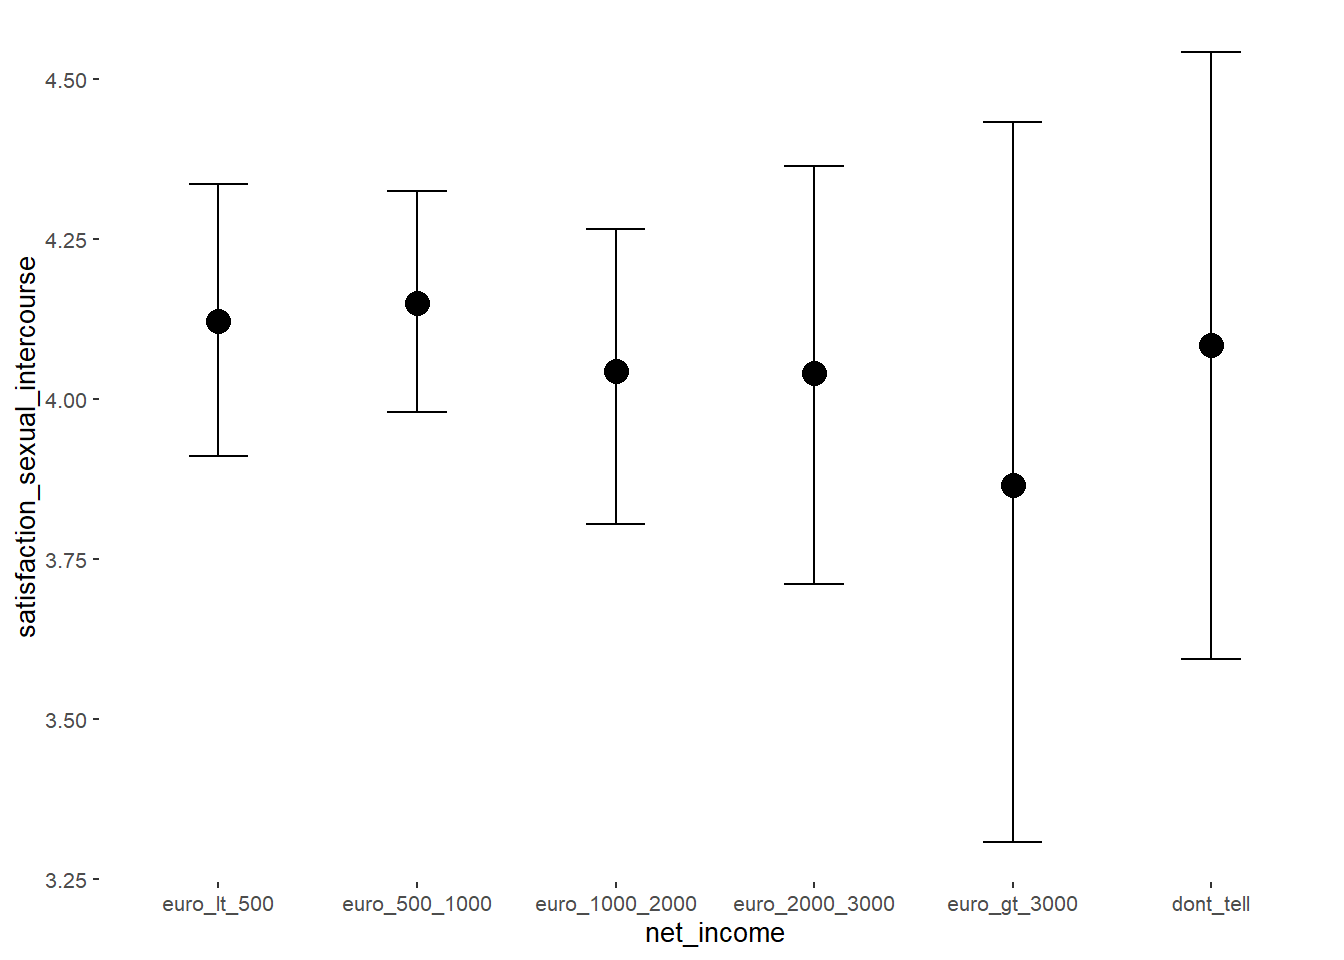 satisfaction_sexual_intercourse
4.50
4.25
4.00
3.75
3.50
3.25
euro_lt_500 euro_500_1000 euro_1000_2000 euro_2000_3000 euro_gt_3000 dont_tell
net_income